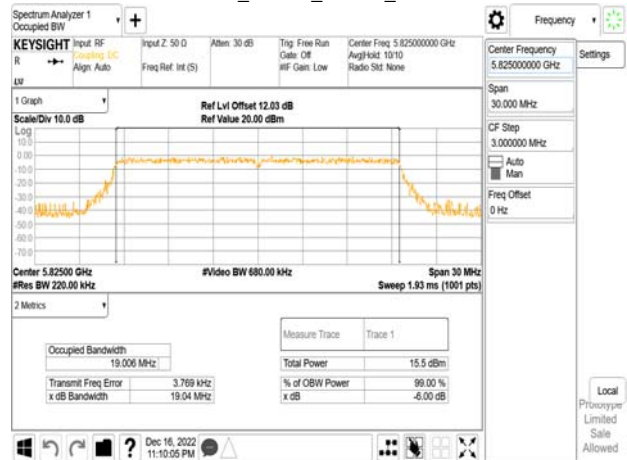 Spectrum Analyzer 1
Occupied BW
Frequency
KEYSIGHT
Input: RF
Coupling: DC
Align: Auto
Input Z: 50 Ω
Freq Ref: Int (S)
Atten: 30 dB
Trig: Free Run
Gate: Off
#IF Gain: Low
Center Freq: 5.825000000 GHz
Avg|Hold: 10/10
Radio Std: None
R
Center Frequency
5.825000000 GHz
Settings
Span
30.000 MHz
CF Step
3.000000 MHz
Auto
Man
Freq Offset
0 Hz
1 Graph
Scale/Div 10.0 dB
Ref Lvl Offset 12.03 dB
Ref Value 20.00 dBm
Log
10.0
0.00
-10.0
-20.0
-30.0
-40.0
-50.0
-60.0
-70.0
Center 5.82500 GHz
#Video BW 680.00 kHz
Span 30 MHz
#Res BW 220.00 kHz
Sweep 1.93 ms (1001 pts)
2 Metrics
Measure Trace Trace 1
Occupied Bandwidth
19.006 MHz
Total Power 15.5 dBm
Transmit Freq Error 3.769 kHz
% of OBW Power 99.00 %
x dB Bandwidth 19.04 MHz
x dB -6.00 dB
Local
Prototype
Limited
Sale
Allowed
Dec 16, 2022
11:10:05 PM